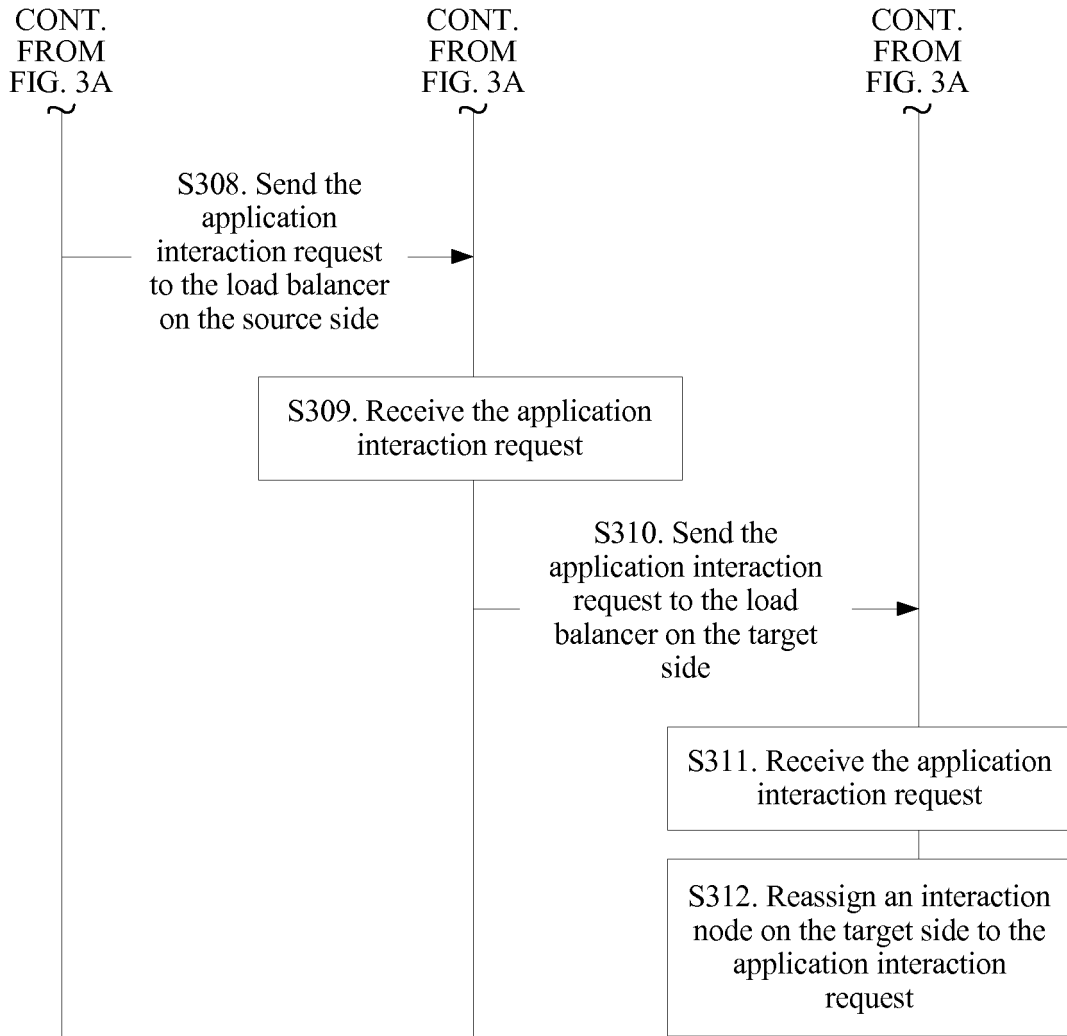 CONT.
FROM
FIG. 3A
CONT.
FROM
FIG. 3A
CONT.
FROM
FIG. 3A
S308. Send the
application
interaction request
to the load balancer
on the source side
S309. Receive the application
interaction request
S310. Send the
application interaction
request to the load
balancer on the target
side
S311. Receive the application
interaction request
S312. Reassign an interaction
node on the target side to the
application interaction
request